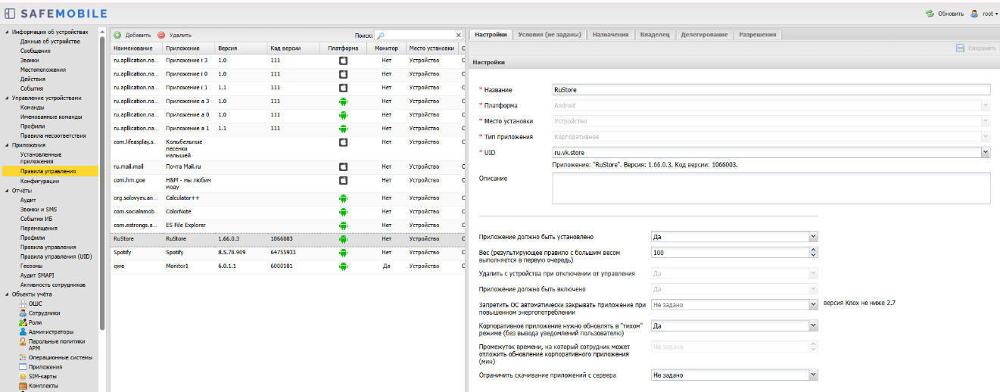 SAFEMOBILE
Обновить
root
Информация об устройствах
Данные об устройстве
Сообщения
Звонки
Местоположения
Действия
События
Управление устройствами
Команды
Именованные команды
Профили
Правила несоответствия
Приложения
Установленные
приложения
Правила управления
Конфигурации
Отчёты
Аудит
Звонки и SMS
События ИБ
Перемещения
Профили
Правила управления
Правила управления (UID)
Геозоны
Аудит SMAPI
Активность сотрудников
Объекты учёта
ОШС
Сотрудники
Роли
Администраторы
Парольные политики
АРМ
Операционные системы
Приложения
SIM-карты
Комплекты
Добавить Удалить Поиск:
Наименование Приложение Версия Код версии Платформа Монитор Место установки С
ru.apllication.na... Приложение i 3 1.0 111 Нет Устройство С
ru.apllication.na... Приложение i 0 1.0 111 Нет Устройство С
ru.apllication.na... Приложение i 1 1.1 111 Нет Устройство С
ru.apllication.na... Приложение a 3 1.0 111 Нет Устройство С
ru.apllication.na... Приложение a 0 1.0 111 Нет Устройство С
ru.apllication.na... Приложение a 1 1.1 111 Нет Устройство С
com.lifeasplay.s... Колыбельные Нет Устройство С
песенки
малышей
ru.mail.mail Почта Mail.ru Нет Устройство С
com.hm.goe H&M - мы любим Нет Устройство С
моду
org.solovyev.an... Calculator++ Нет Устройство С
com.socialnmob... ColorNote Нет Устройство С
com.estrongs.a... ES File Explorer Нет Устройство С
RuStore RuStore 1.66.0.3 1066003 Нет Устройство С
Spotify Spotify 8.5.78.909 64755933 Нет Устройство С
qwe Monitor1 6.0.1.1 6000101 Да Устройство С
Настройки Условия (не заданы) Назначения Владелец Делегирование Разрешения
Сохранить
Настройки
* Название RuStore
* Платформа Android
* Место установки Устройство
* Тип приложения Корпоративное
* UID ru.vk.store
Приложение: "RuStore". Версия: 1.66.0.3. Код версии: 1066003.
Описание
Приложение должно быть установлено Да
Вес (результирующее правило с большим весом 100
выполняется в первую очередь)
Удалить с устройства при отключении от управления Да
Приложение должно быть включено Да
Запретить ОС автоматически закрывать приложение при Не задано версия Knox не ниже 2.7
повышенном энергопотреблении
Корпоративное приложение нужно обновлять в "тихом" Да
режиме (без вывода уведомлений пользователю)
Промежуток времени, на который сотрудник может Не задано
отложить обновление корпоративного приложения
(мин)
Ограничить скачивание приложений с сервера Не задано